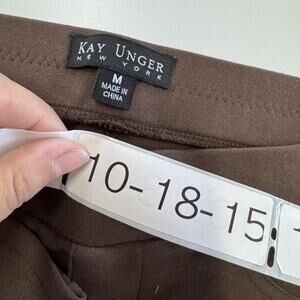 KAY UNGER
NEW YORK
M
MADE IN
CHINA
10-18-15